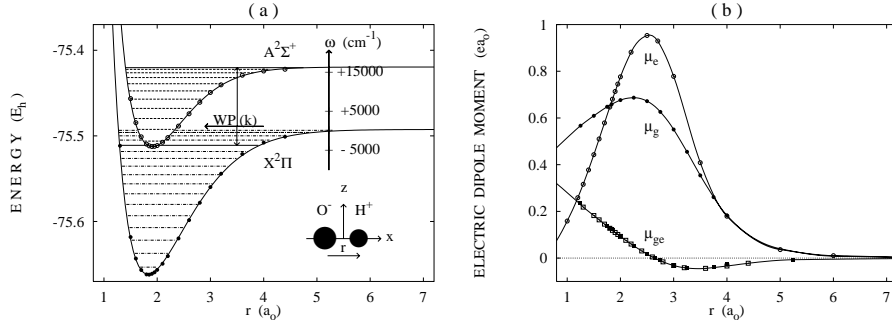 ( a )
ENERGY (E_h)
-75.4
-75.5
-75.6
1 2 3 4 5 6 7
r (a_o)
A²Σ⁺
X²Π
WP (k)
ω (cm⁻¹)
+15000
+5000
- 5000
z
O⁻ H⁺
x
r
( b )
ELECTRIC DIPOLE MOMENT (ea_o)
1
0.8
0.6
0.4
0.2
0
1 2 3 4 5 6 7
r (a_o)
μ_e
μ_g
μ_ge